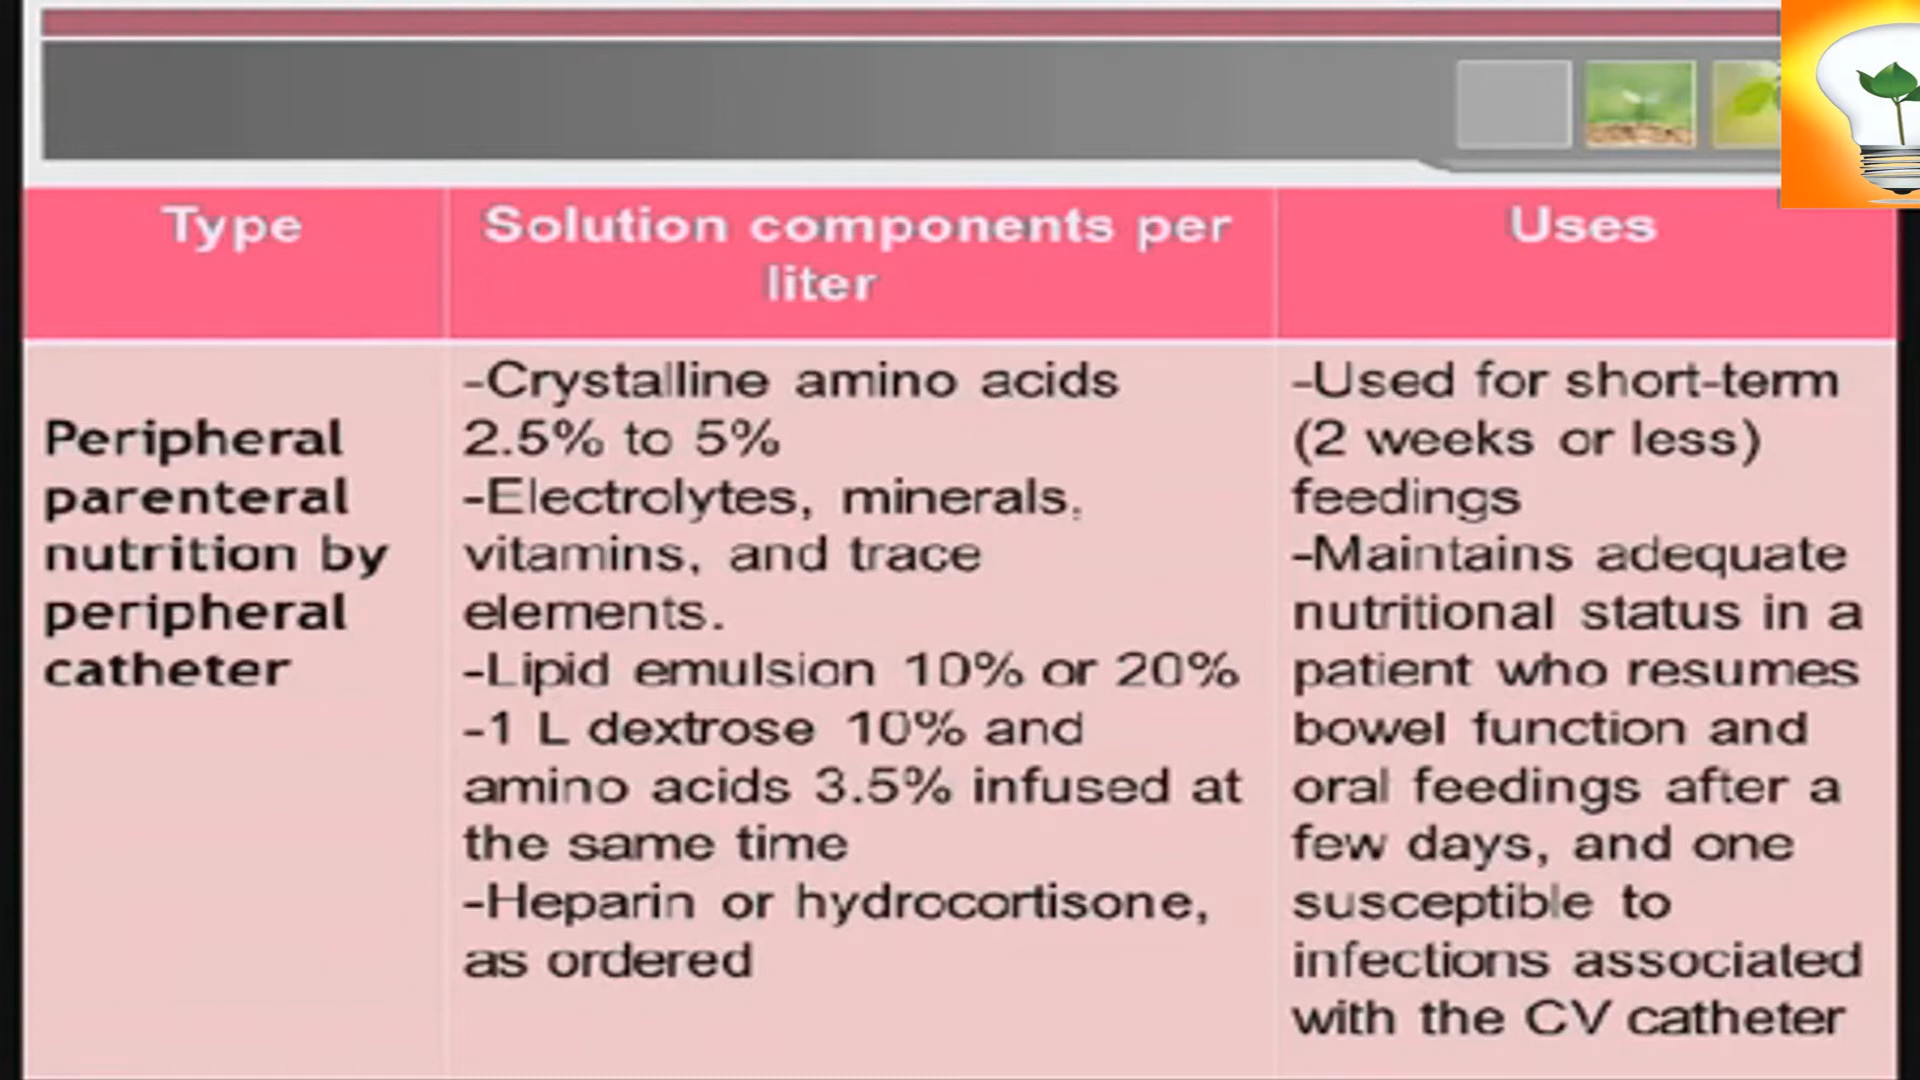 Type
Solution components per
liter
Uses
Peripheral
parenteral
nutrition by
peripheral
catheter
-Crystalline amino acids
2.5% to 5%
-Electrolytes, minerals,
vitamins, and trace
elements.
-Lipid emulsion 10% or 20%
-1 L dextrose 10% and
amino acids 3.5% infused at
the same time
-Heparin or hydrocortisone,
as ordered
-Used for short-term
(2 weeks or less)
feedings
-Maintains adequate
nutritional status in a
patient who resumes
bowel function and
oral feedings after a
few days, and one
susceptible to
infections associated
with the CV catheter